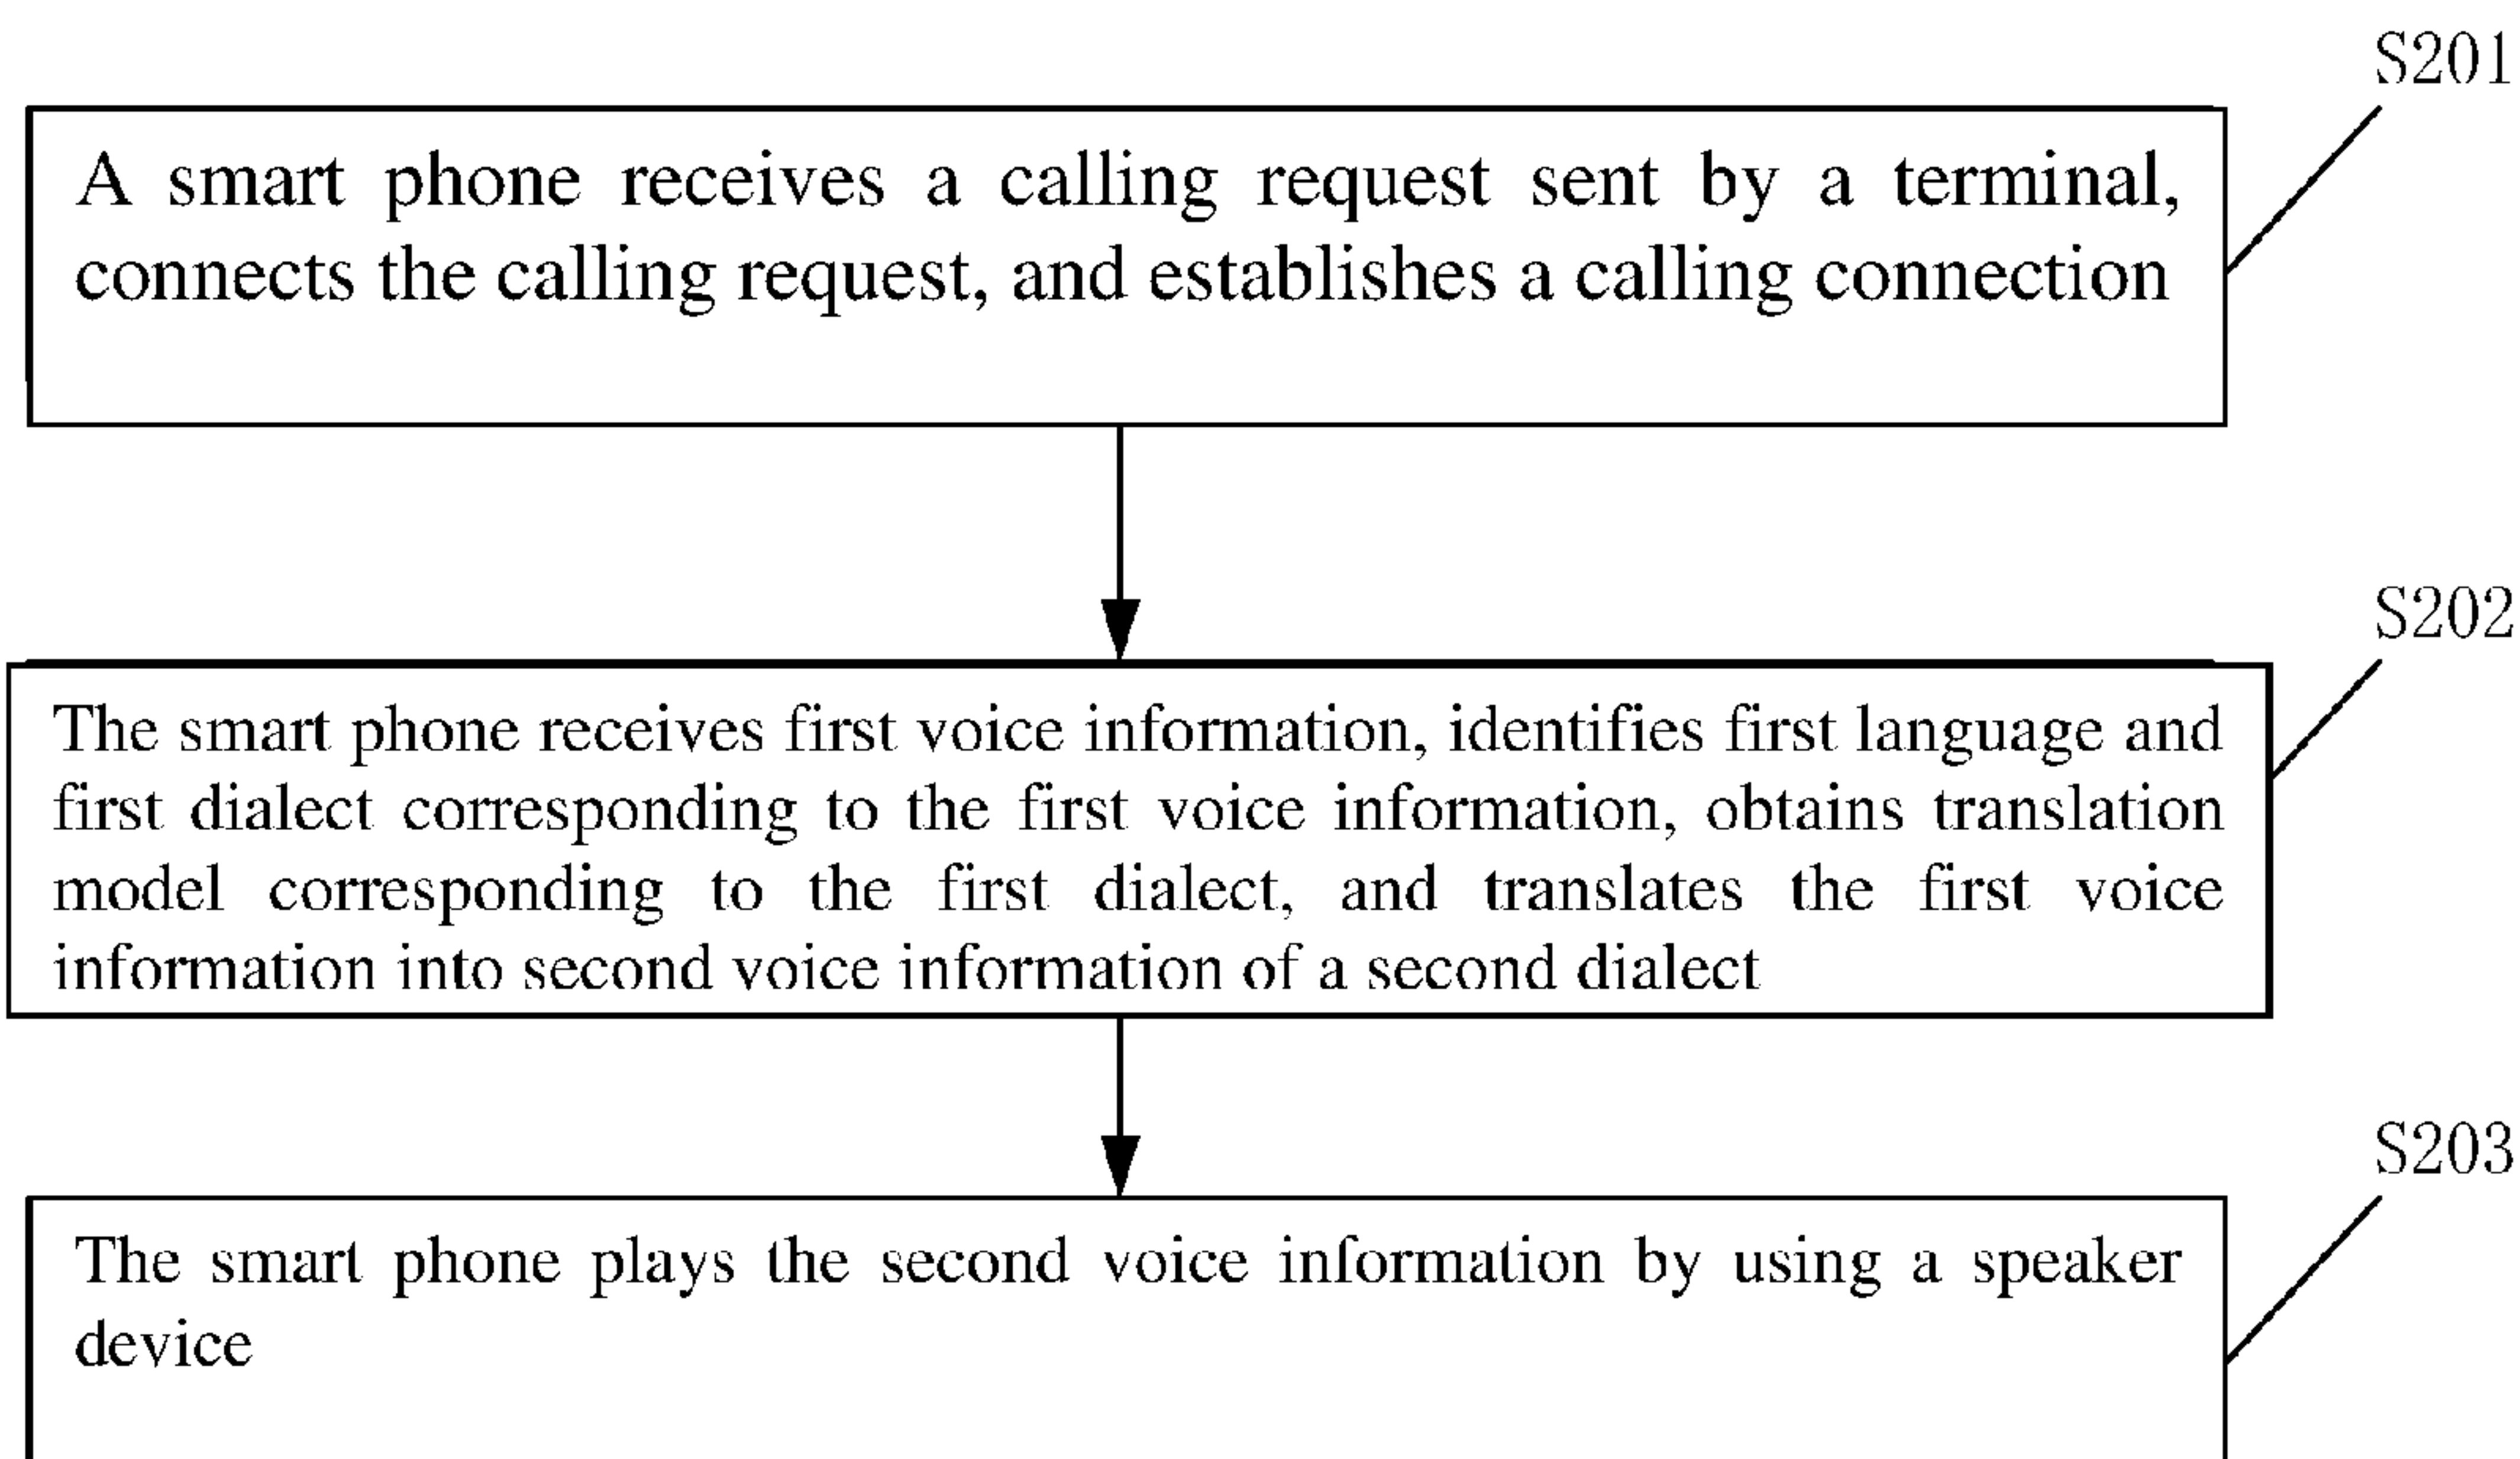 S201
A smart phone receives a calling request sent by a terminal,
connects the calling request, and establishes a calling connection
S202
The smart phone receives first voice information, identifies first language and
first dialect corresponding to the first voice information, obtains translation
model corresponding to the first dialect, and translates the first voice
information into second voice information of a second dialect
S203
The smart phone plays the second voice information by using a speaker
device